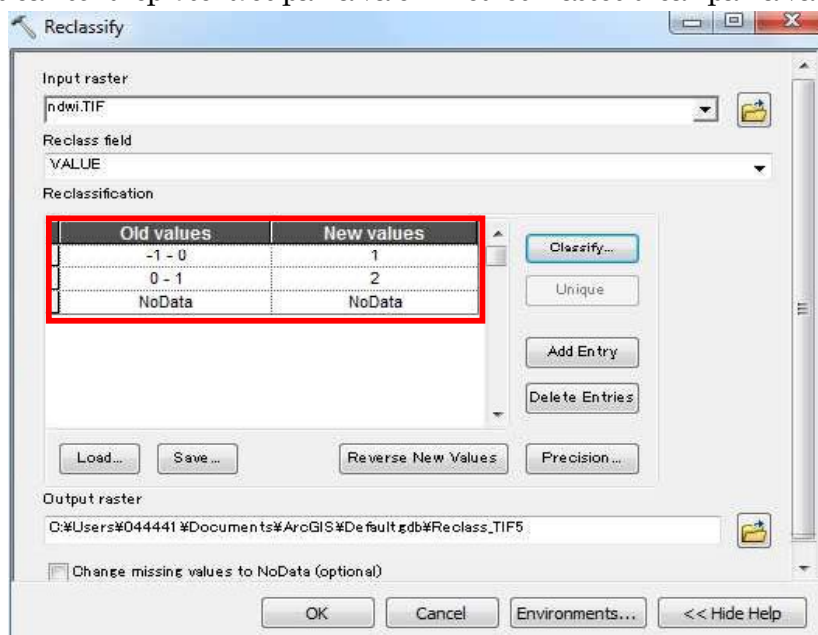 Reclassify
Input raster
ndwi.TIF
Reclass field
VALUE
Reclassification
Old values New values
-1 - 0 1
0 - 1 2
NoData NoData
Classify...
Unique
Add Entry
Delete Entries
Load... Save... Reverse New Values Precision...
Output raster
C:¥Users¥044441¥Documents¥ArcGIS¥Default.gdb¥Reclass_TIF5
Change missing values to NoData (optional)
OK Cancel Environments... << Hide Help